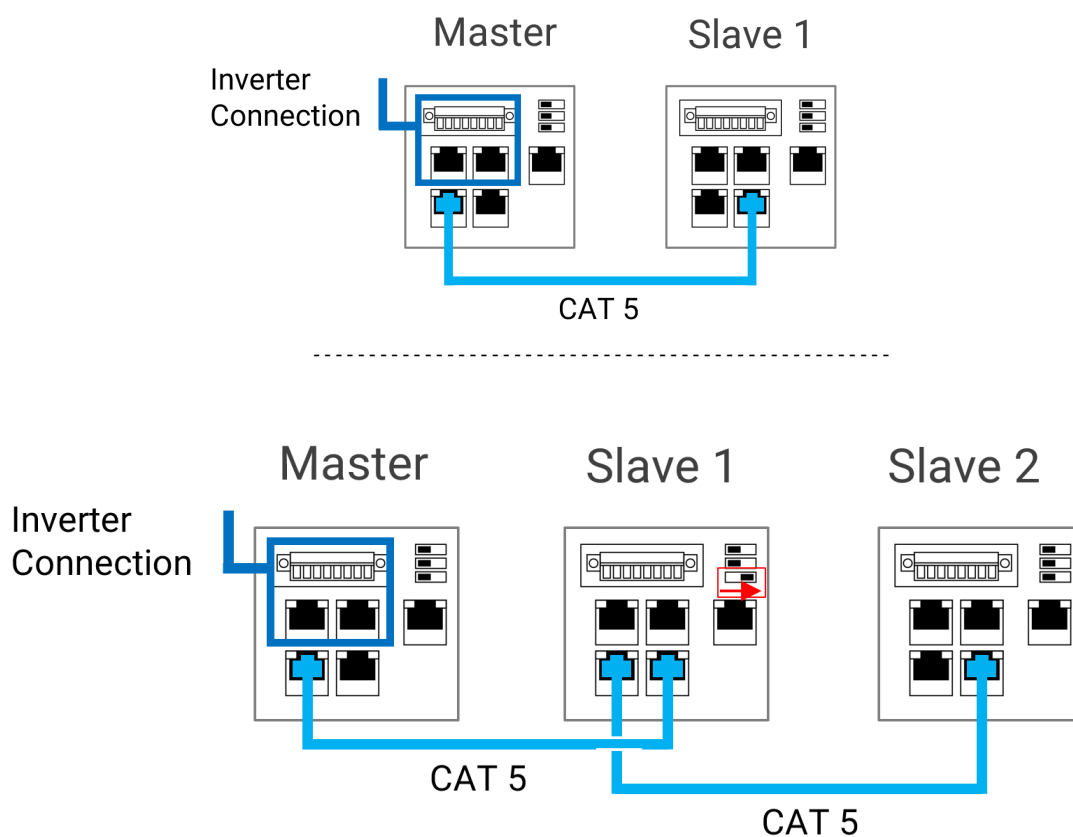 Master
Slave 1
Inverter
Connection
CAT 5
Master
Slave 1
Slave 2
Inverter
Connection
CAT 5
CAT 5